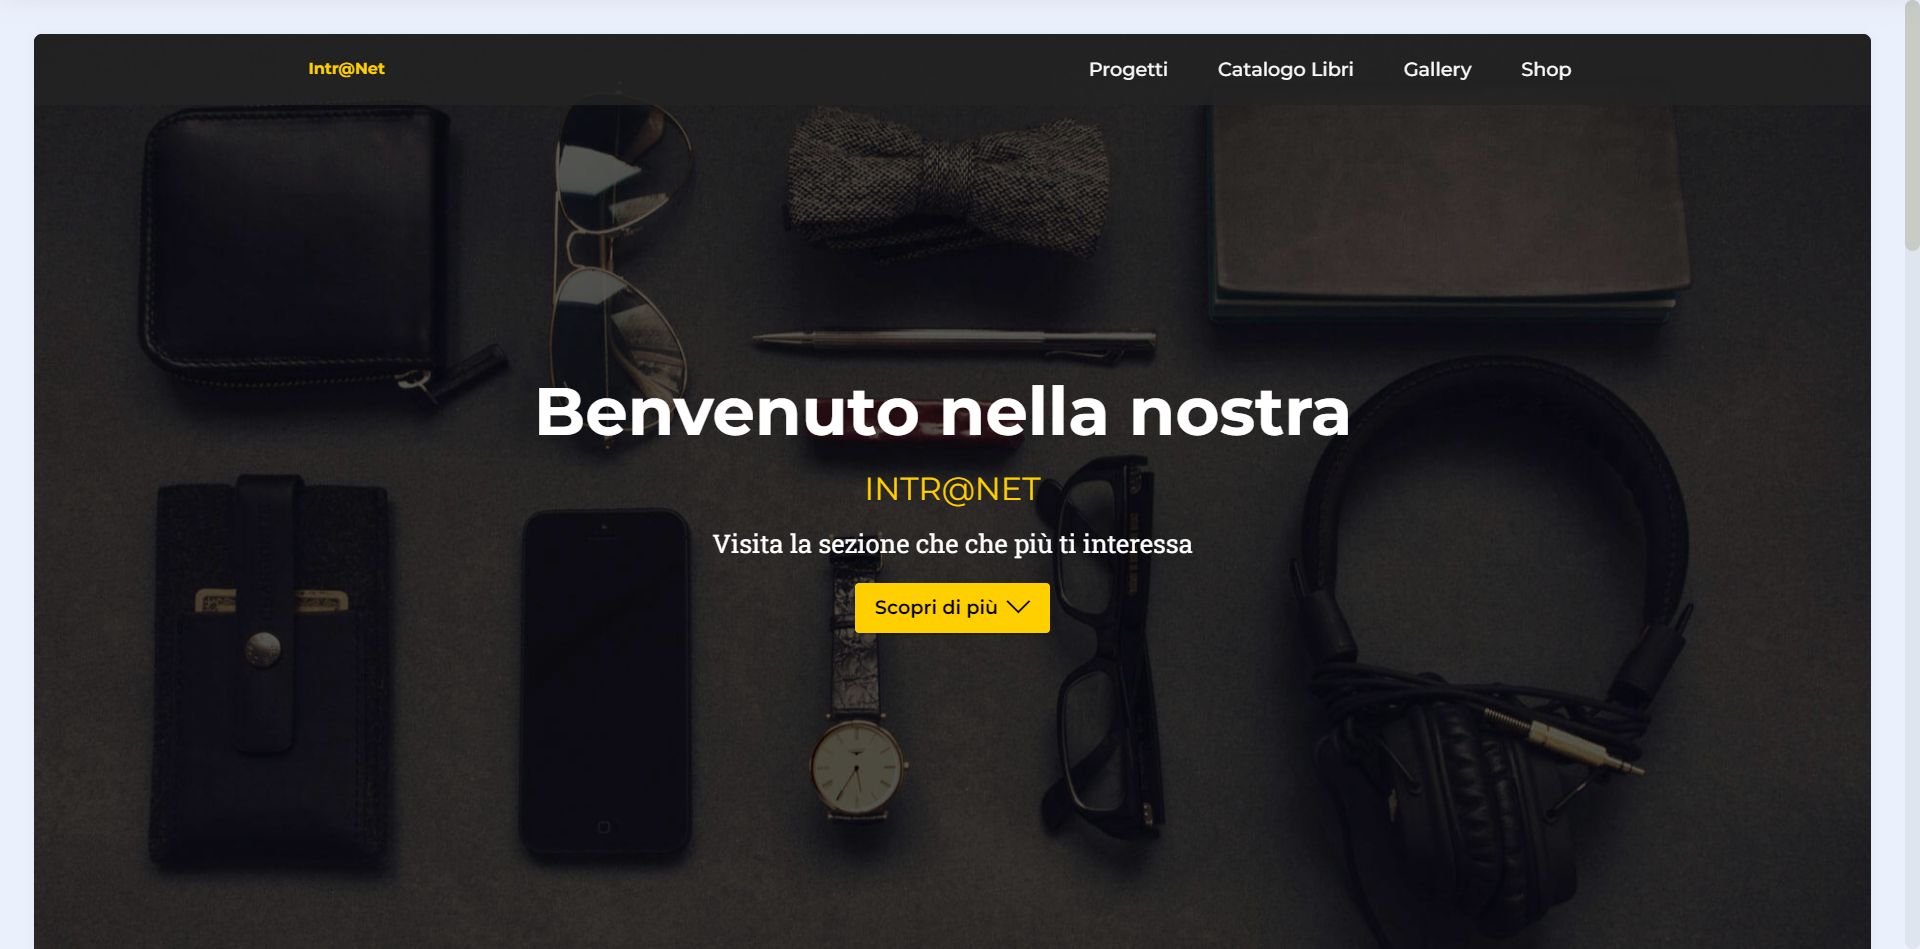 Intr@Net
Progetti
Catalogo Libri
Gallery
Shop
Benvenuto nella nostra
INTR@NET
Visita la sezione che che più ti interessa
Scopri di più